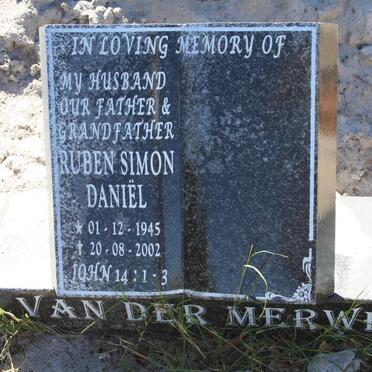 IN LOVING MEMORY OF
MY HUSBAND
OUR FATHER &
GRANDFATHER
RUBEN SIMON
DANIËL
★ 01-12-1945
✝ 20-08-2002
JOHN 14:1-3
VAN DER MERWE